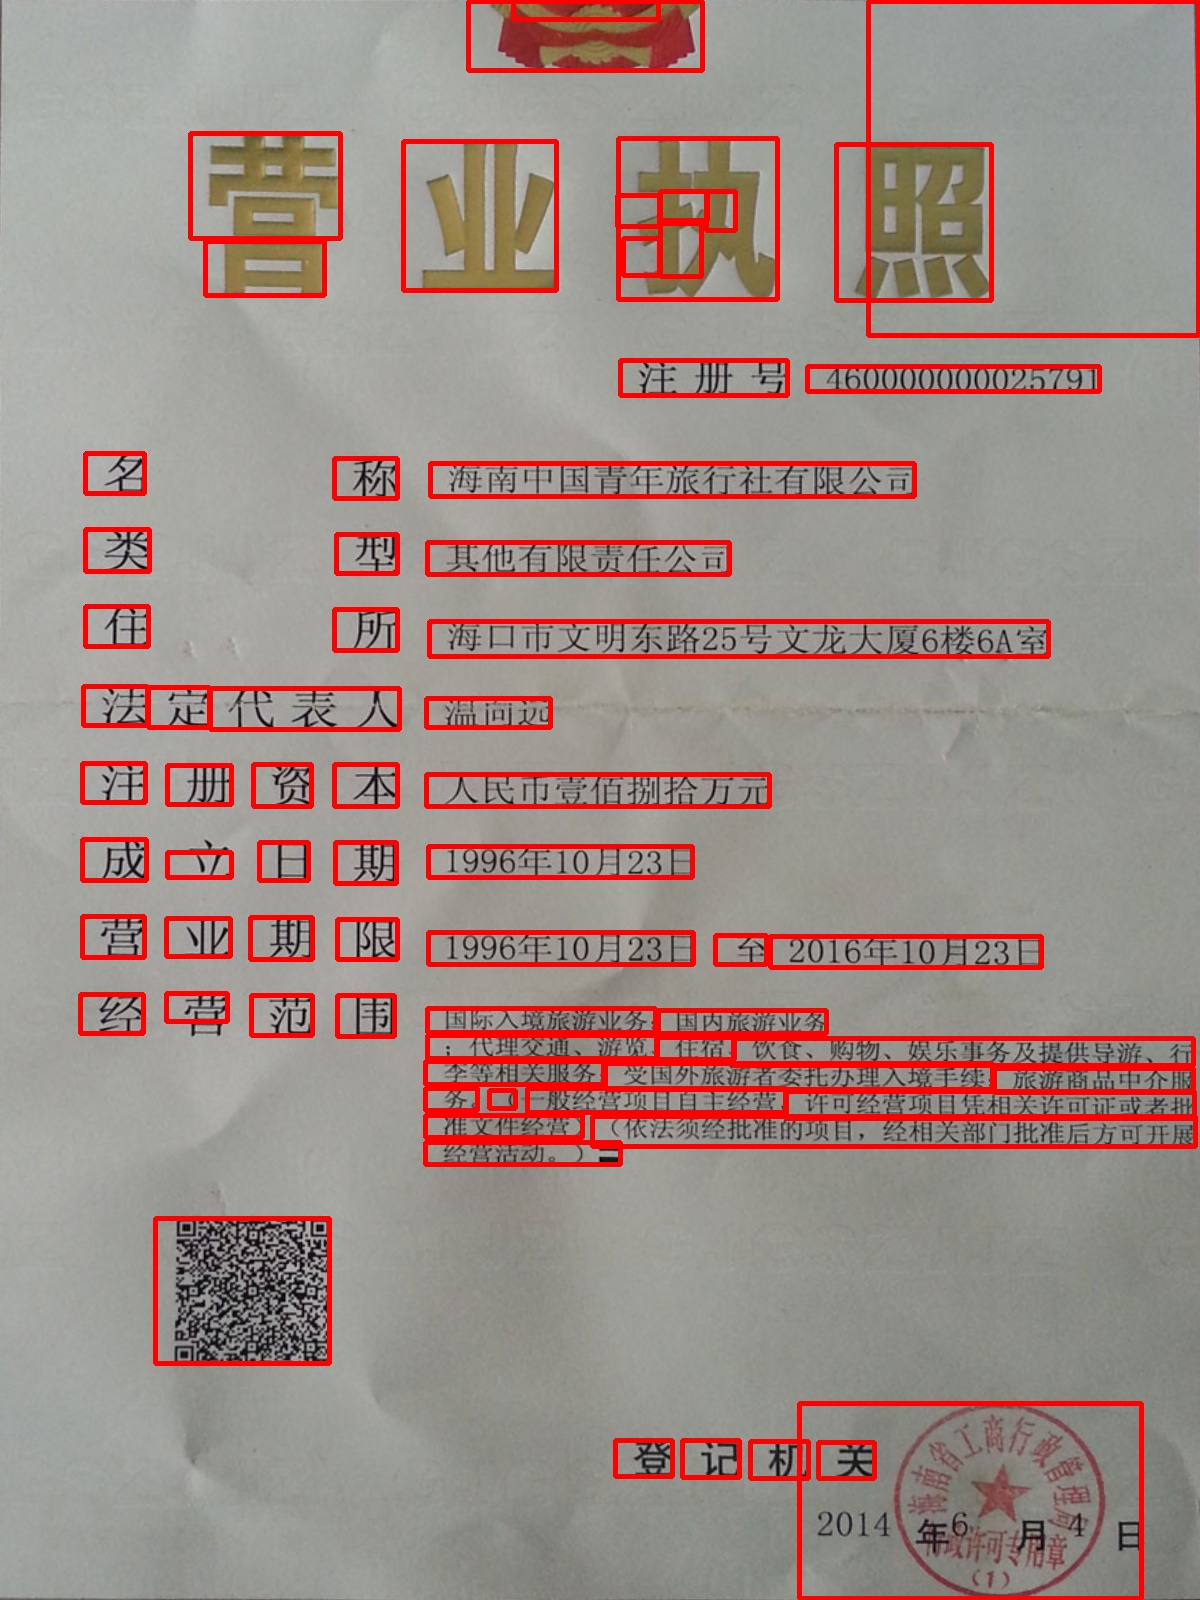 营业执照
注册号 460000000025791
名称 海南中国青年旅行社有限公司
类型 其他有限责任公司
住所 海口市文明东路25号文龙大厦6楼6A室
法定代表人 温向远
注册资本 人民币壹佰捌拾万元
成立日期 1996年10月23日
营业期限 1996年10月23日 至 2016年10月23日
经营范围 国际入境旅游业务，国内旅游业务
；代理交通、游览、住宿、饮食、购物、娱乐事务及提供导游、行
李等相关服务，受国外旅游者委托办理入境手续，旅游商品中介服
务。（一般经营项目自主经营，许可经营项目凭相关许可证或者批
准文件经营）（依法须经批准的项目，经相关部门批准后方可开展
经营活动。）
登记机关
海南省工商行政管理局
2014年6月4日
行政许可专用章
（1）